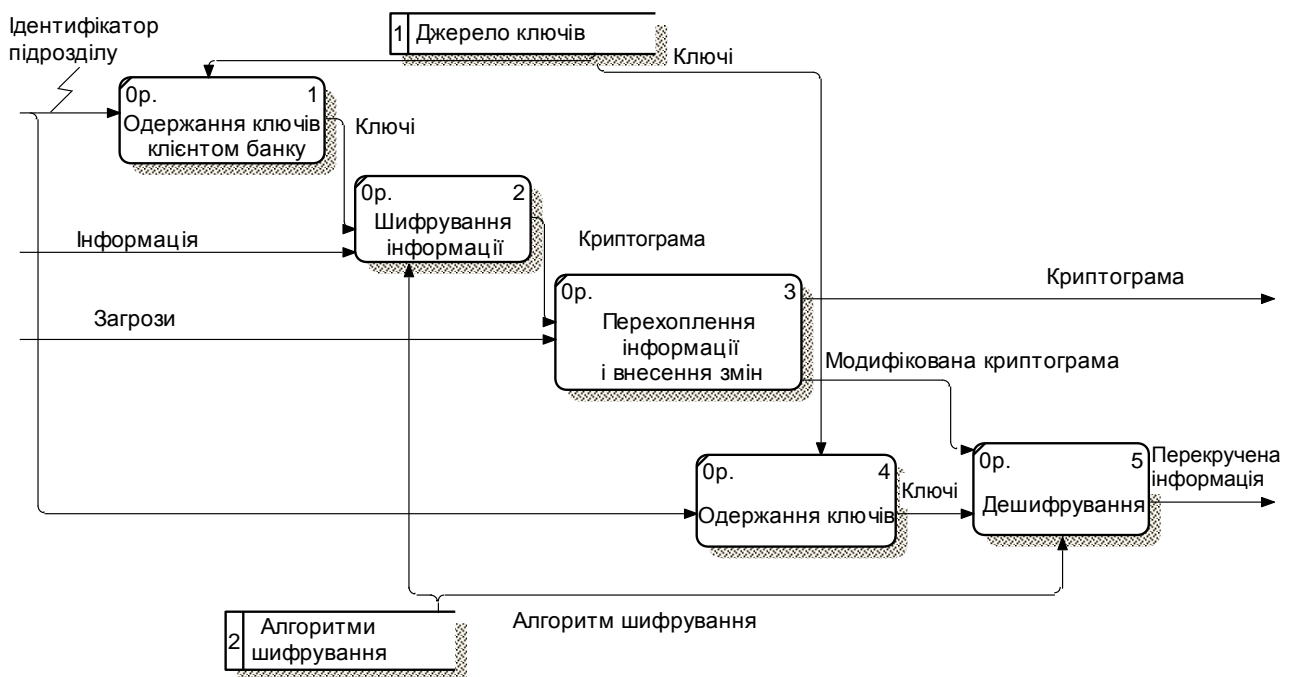 Ідентифікатор
підрозділу
1 Джерело ключів
Ключі
0р. 1
Одержання ключів
клієнтом банку
Ключі
0р. 2
Шифрування
інформації
Інформація
Криптограма
0р. 3
Перехоплення
інформації
і внесення змін
Криптограма
Загрози
Модифікована криптограма
0р. 4
Одержання ключів
Ключі
0р. 5
Дешифрування
Перекручена
інформація
2 Алгоритми
шифрування
Алгоритм шифрування